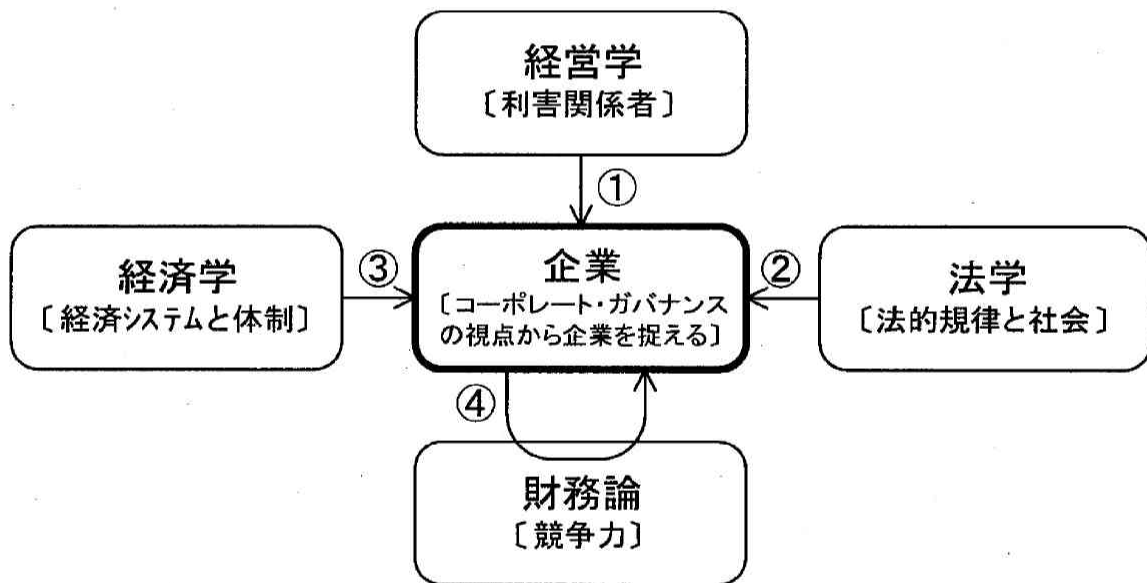 経営学
〔利害関係者〕
①
経済学
〔経済システムと体制〕
③
企業
〔コーポレート・ガバナンス
の視点から企業を捉える〕
②
法学
〔法的規律と社会〕
④
財務論
〔競争力〕